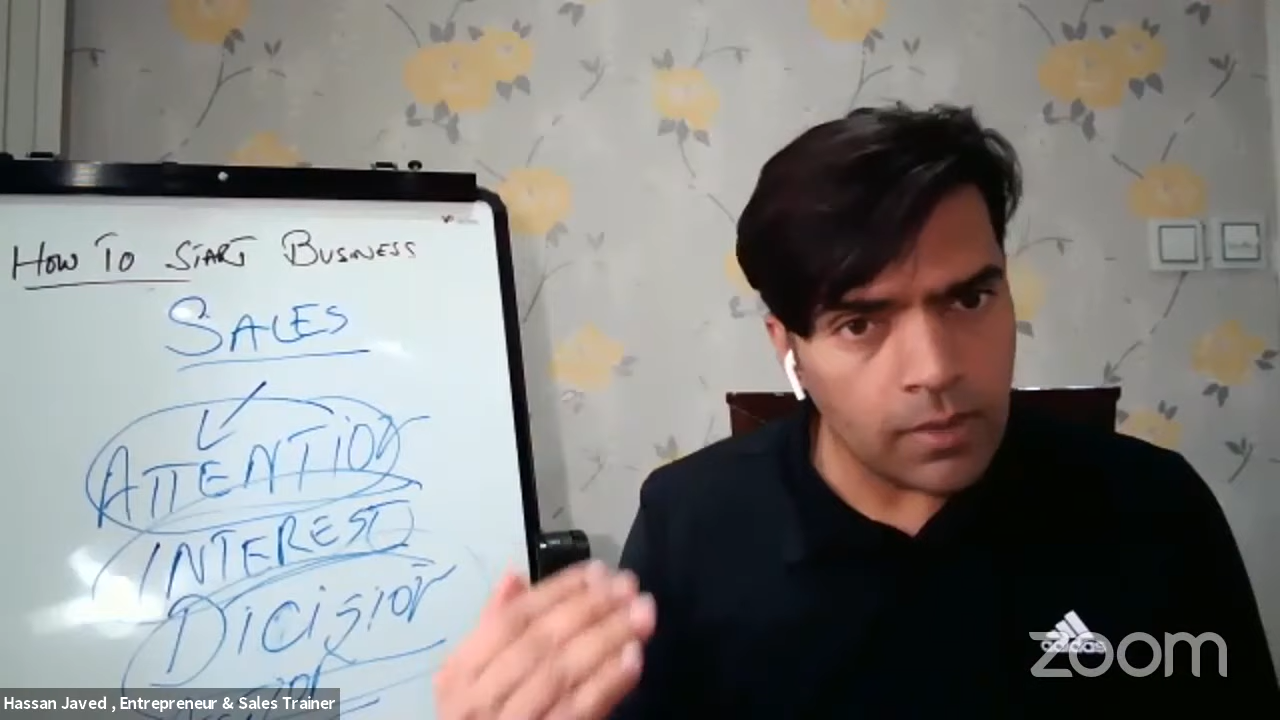 How To START BUSINESS
SALES
ATTENTION
INTEREST
DICISION
adidas
zoom
Hassan Javed , Entrepreneur & Sales Trainer